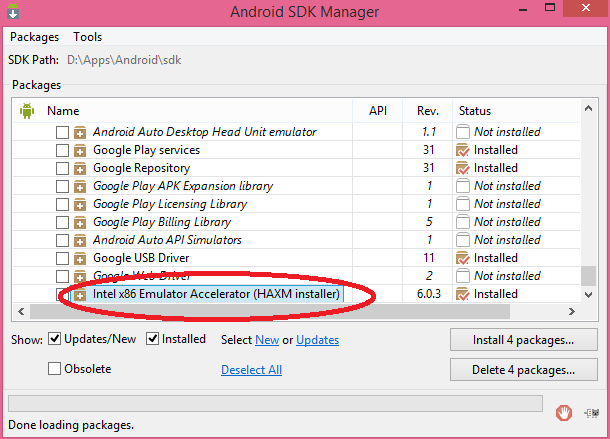 Android SDK Manager
Packages Tools
SDK Path: D:\Apps\Android\sdk
Packages
Name API Rev. Status
Android Auto Desktop Head Unit emulator 1.1 Not installed
Google Play services 31 Installed
Google Repository 31 Installed
Google Play APK Expansion library 1 Not installed
Google Play Licensing Library 1 Not installed
Google Play Billing Library 5 Not installed
Android Auto API Simulators 1 Not installed
Google USB Driver 11 Installed
Google Web Driver 2 Not installed
Intel x86 Emulator Accelerator (HAXM installer) 6.0.3 Installed
Show: Updates/New Installed Select New or Updates Install 4 packages...
Obsolete Deselect All Delete 4 packages...
Done loading packages.